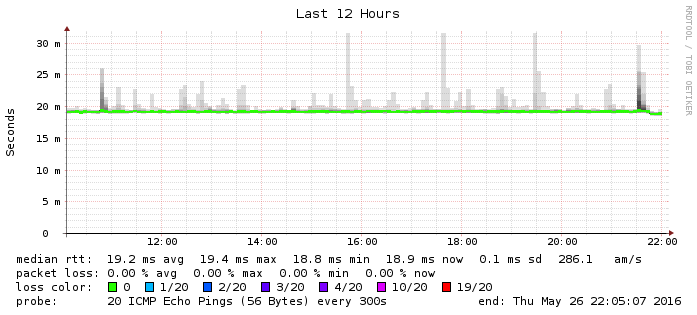 Last 12 Hours
RRDTOOL / TOBI OETIKER
Seconds
30 m
25 m
20 m
15 m
10 m
5 m
0
12:00 14:00 16:00 18:00 20:00 22:00
median rtt: 19.2 ms avg 19.4 ms max 18.8 ms min 18.9 ms now 0.1 ms sd 286.1 am/s
packet loss: 0.00 % avg 0.00 % max 0.00 % min 0.00 % now
loss color: 0 1/20 2/20 3/20 4/20 10/20 19/20
probe: 20 ICMP Echo Pings (56 Bytes) every 300s end: Thu May 26 22:05:07 2016